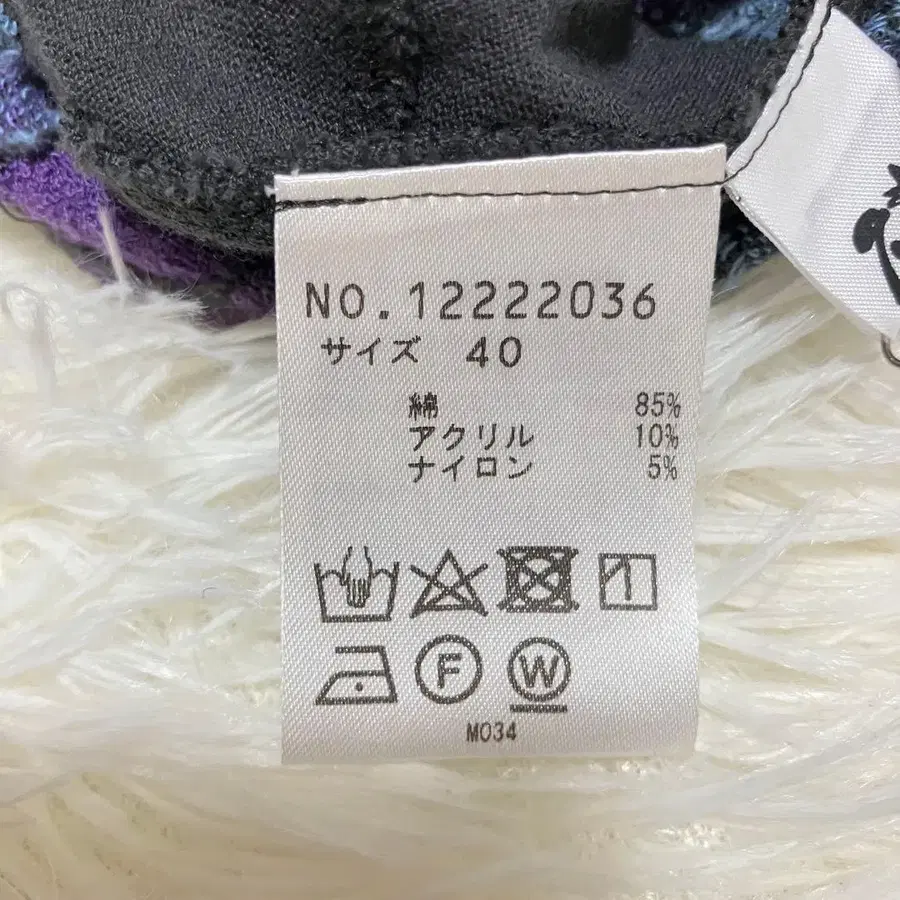 NO.12222036
サイズ 40
綿 85%
アクリル 10%
ナイロン 5%
F W
M034